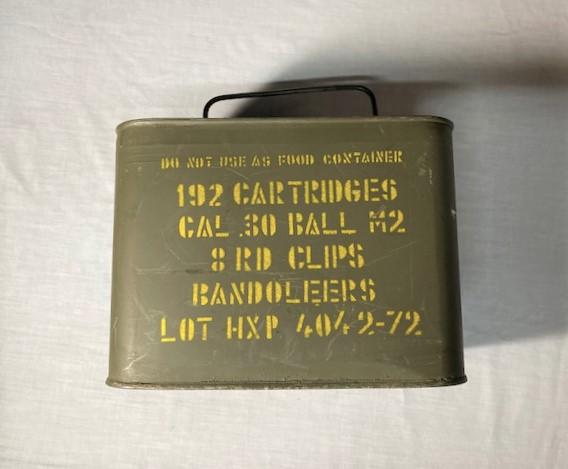 DO NOT USE AS FOOD CONTAINER
192 CARTRIDGES
CAL .30 BALL M2
8 RD CLIPS
BANDOLEERS
LOT HXP 4042-72